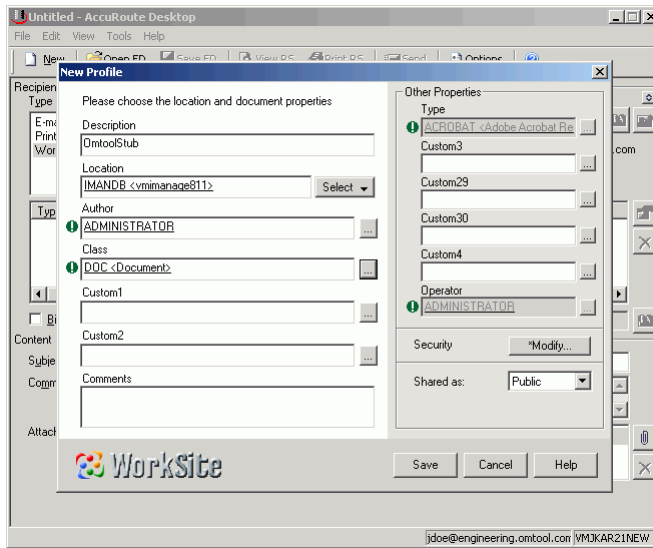 Untitled - AccuRoute Desktop
File Edit View Tools Help
New Open ED Save ED View RS Print RS Send Options
New Profile
Recipien
Type
E-ma
Print
Wor
.com
Typ
Bi
Content
Subje
Comm
Attach
Please choose the location and document properties
Description
OmtoolStub
Location
IMANDB <vmimanage811>
Select
Author
ADMINISTRATOR
...
Class
DOC <Document>
...
Custom1
...
Custom2
...
Comments
Other Properties
Type
ACROBAT <Adobe Acrobat Re
...
Custom3
...
Custom29
...
Custom30
...
Custom4
...
Operator
ADMINISTRATOR
...
Security
*Modify...
Shared as:
Public
WorkSite
Save Cancel Help
jdoe@engineering.omtool.com VMJKAR21NEW